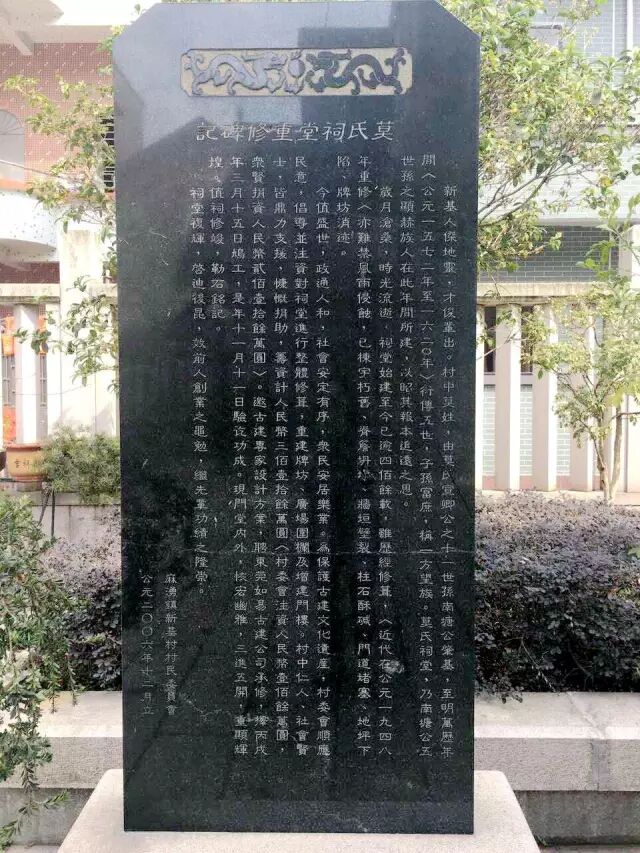 莫氏祠堂重修碑記
新基人傑地靈,才俊輩出。村中莫姓,由莫氏宣卿公之十一世孫南塘公肇基,至明萬歷年
間〈公元一五七二年至一六二〇年〉衍傳五世,子孫富庶,稱一方望族。莫氏祠堂,乃南塘公五
世孫之顯赫族人在此年間所建,以昭其報本追遠之思。
歲月滄桑,時光流逝,祠堂始建至今已逾四佰餘載,雖歷經修葺,〈近代在公元一九四八
年重修〉亦難禁風雨侵蝕,已棟宇朽舊、脊簷坍圮、牆垣壁裂、柱石酥碱、門道堵塞、地坪下
陷、牌坊消迹。
今值盛世,政通人和,社會安定有序,衆民安居樂業。為保護古建文化遺產,村委會順應
民意,倡導並注資對祠堂進行整體修葺,重建牌坊、廣場圍欄及增建門樓。村中仁人、社會賢
士,皆鼎力支持,慷慨捐助,籌資計人民幣三佰壹拾餘萬圓〈村委會注資人民幣壹佰餘萬圓,
衆賢捐資人民幣貳佰壹拾餘萬圓〉。邀古建專家設計方案,聘東莞如易古建公司承修,擇丙戌
年三月十五日鳩工,是年十一月十一日驗迄功成。現門堂內外,恢宏幽雅,三進五開,重顯輝
煌。值祠修竣,勒石銘記。
祠堂複輝,啓迪後昆,效前人創業之黽勉,繼先輩功績之隆崇。
麻涌鎮新基村村民委員會
公元二〇〇六年十二月立